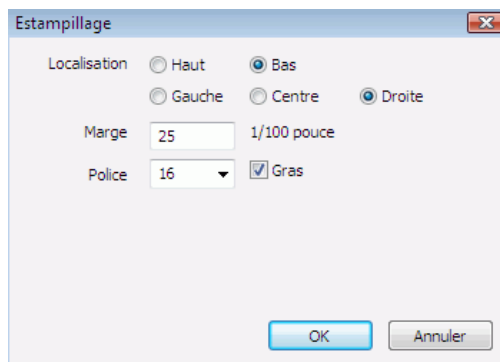 Estampillage
Localisation Haut Bas
Gauche Centre Droite
Marge 25 1/100 pouce
Police 16 Gras
OK Annuler